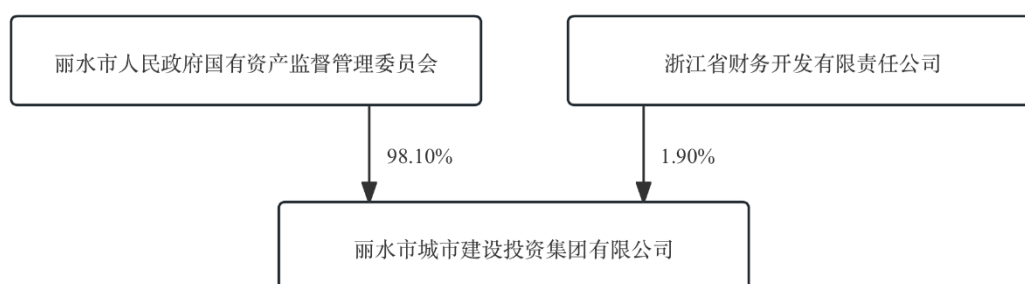 丽水市人民政府国有资产监督管理委员会
浙江省财务开发有限责任公司
98.10%
1.90%
丽水市城市建设投资集团有限公司